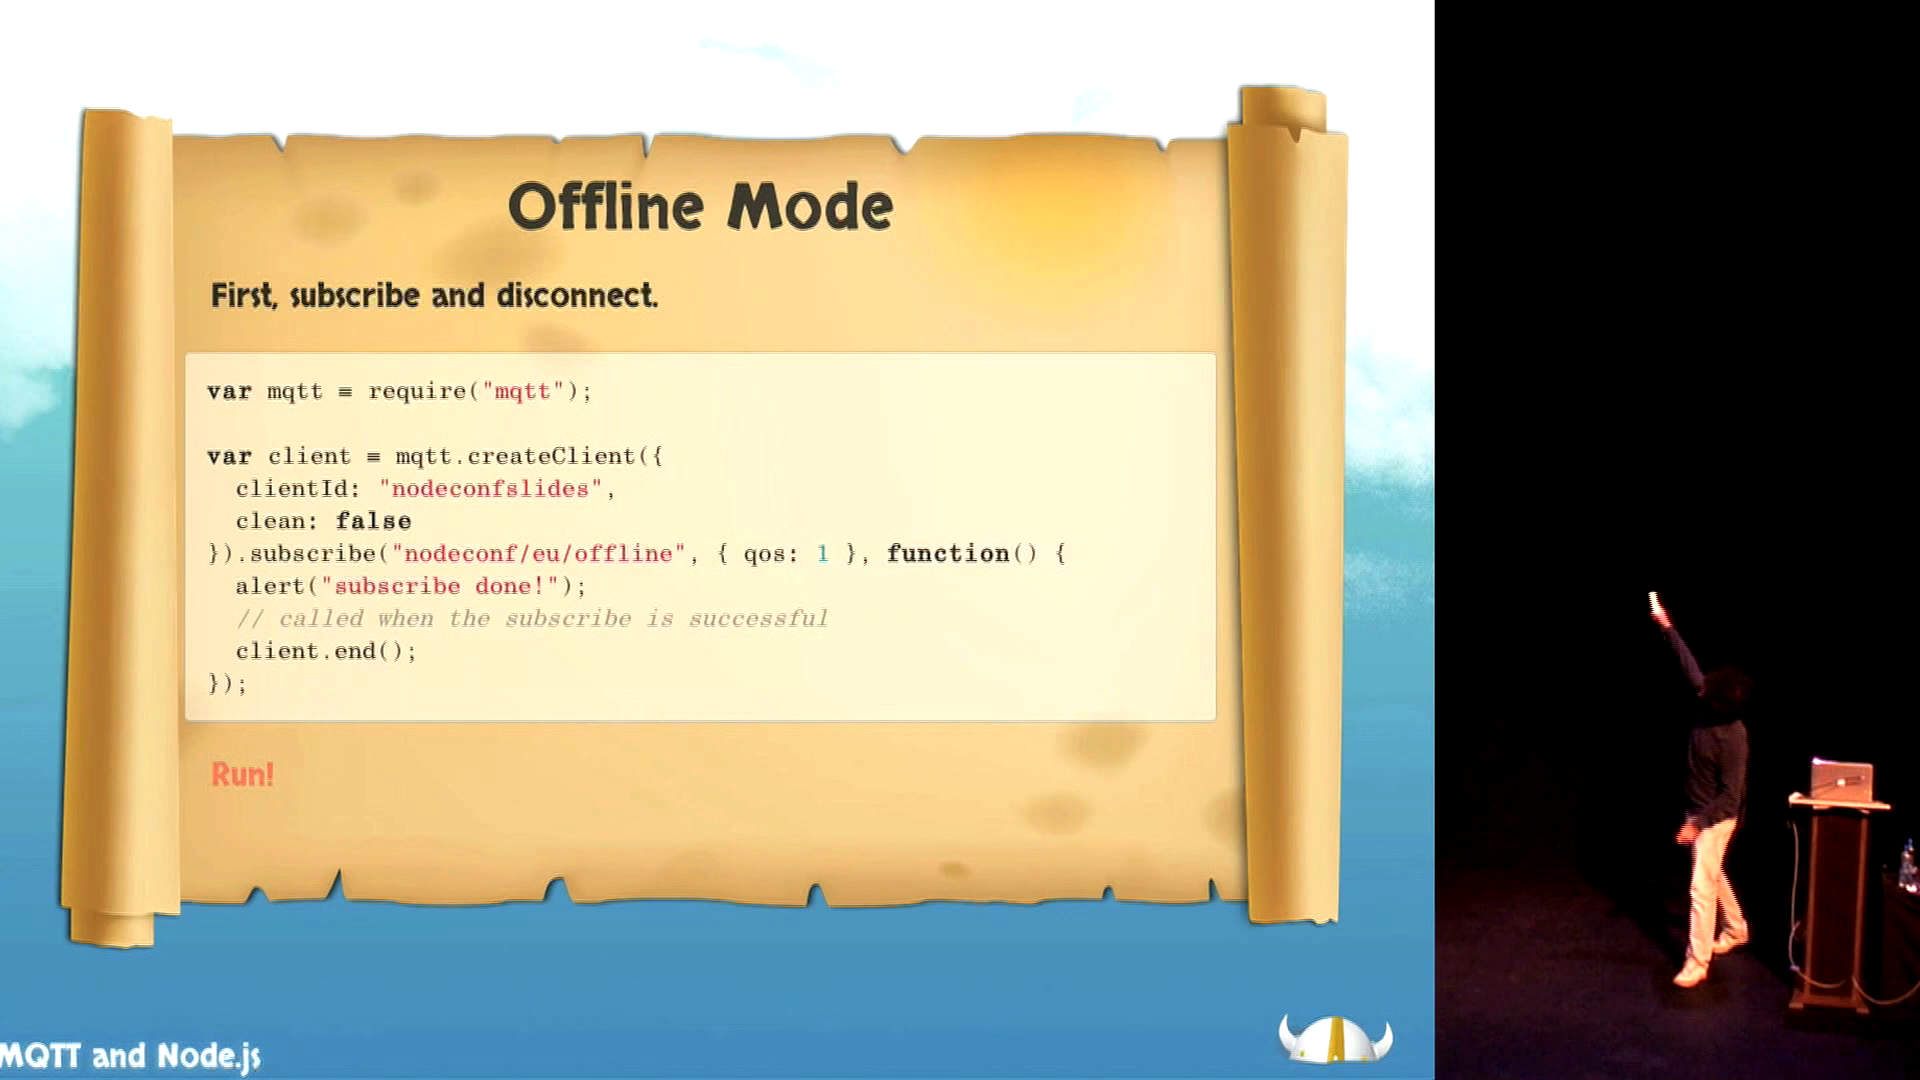 Offline Mode
First, subscribe and disconnect.
var mqtt = require("mqtt");
var client = mqtt.createClient({
clientId: "nodeconfslides",
clean: false
}).subscribe("nodeconf/eu/offline", { qos: 1 }, function() {
alert("subscribe done!");
// called when the subscribe is successful
client.end();
});
Run!
MQTT and Node.js